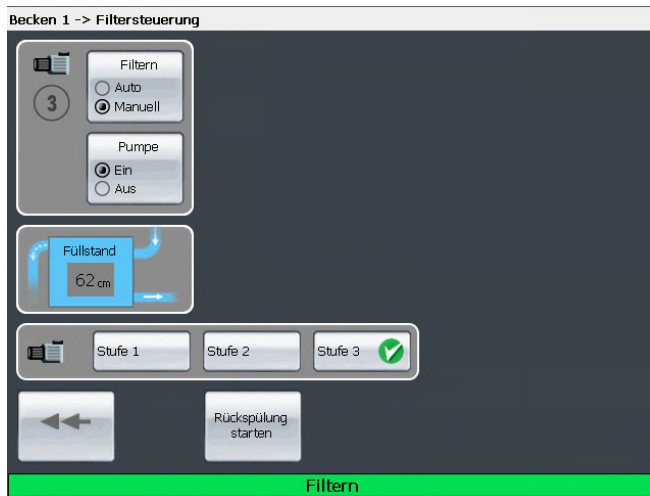 Becken 1 -> Filtersteuerung
Filtern
Auto
3
Manuell
Pumpe
Ein
Aus
Füllstand
62 cm
Stufe 1
Stufe 2
Stufe 3
Rückspülung
starten
Filtern